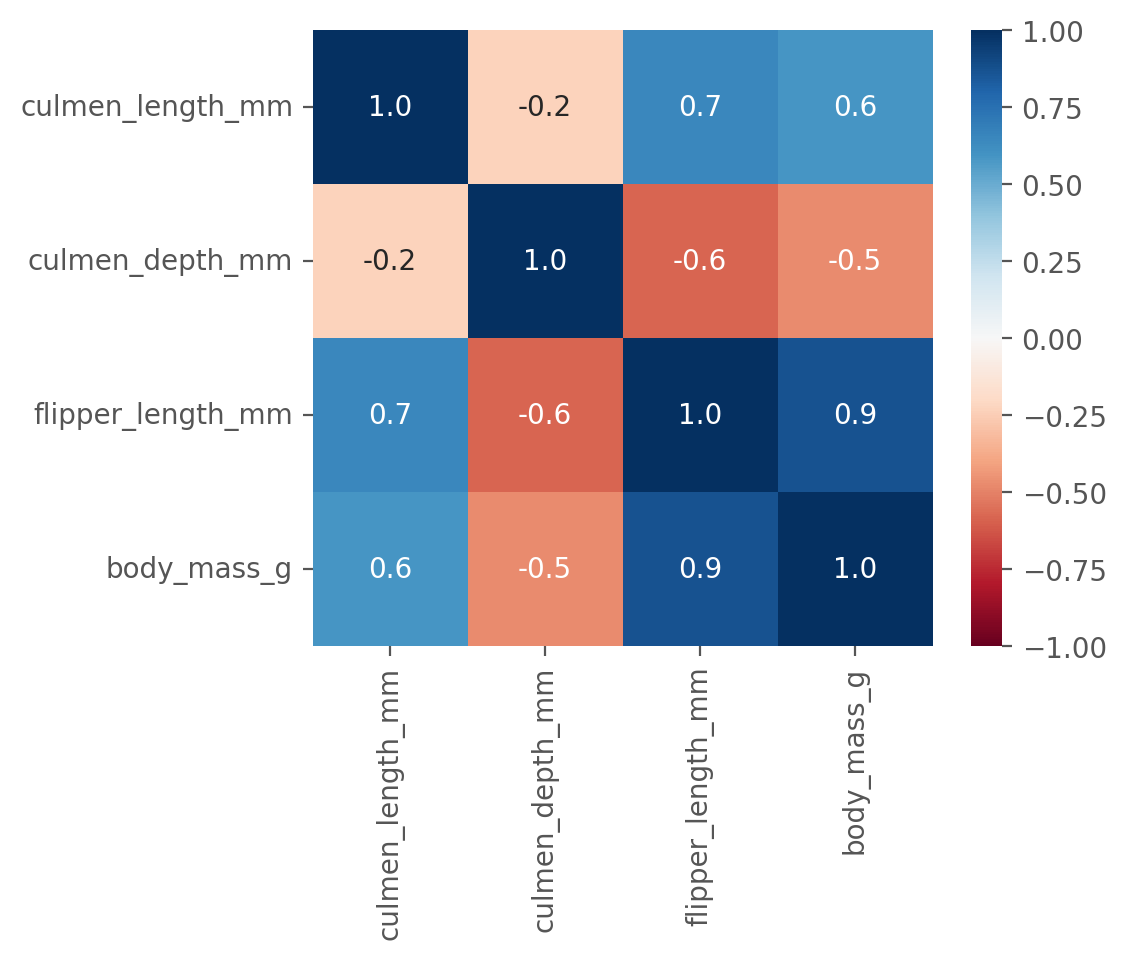 culmen_length_mm 1.0 -0.2 0.7 0.6
culmen_depth_mm -0.2 1.0 -0.6 -0.5
flipper_length_mm 0.7 -0.6 1.0 0.9
body_mass_g 0.6 -0.5 0.9 1.0
culmen_length_mm
culmen_depth_mm
flipper_length_mm
body_mass_g
1.00
0.75
0.50
0.25
0.00
−0.25
−0.50
−0.75
−1.00